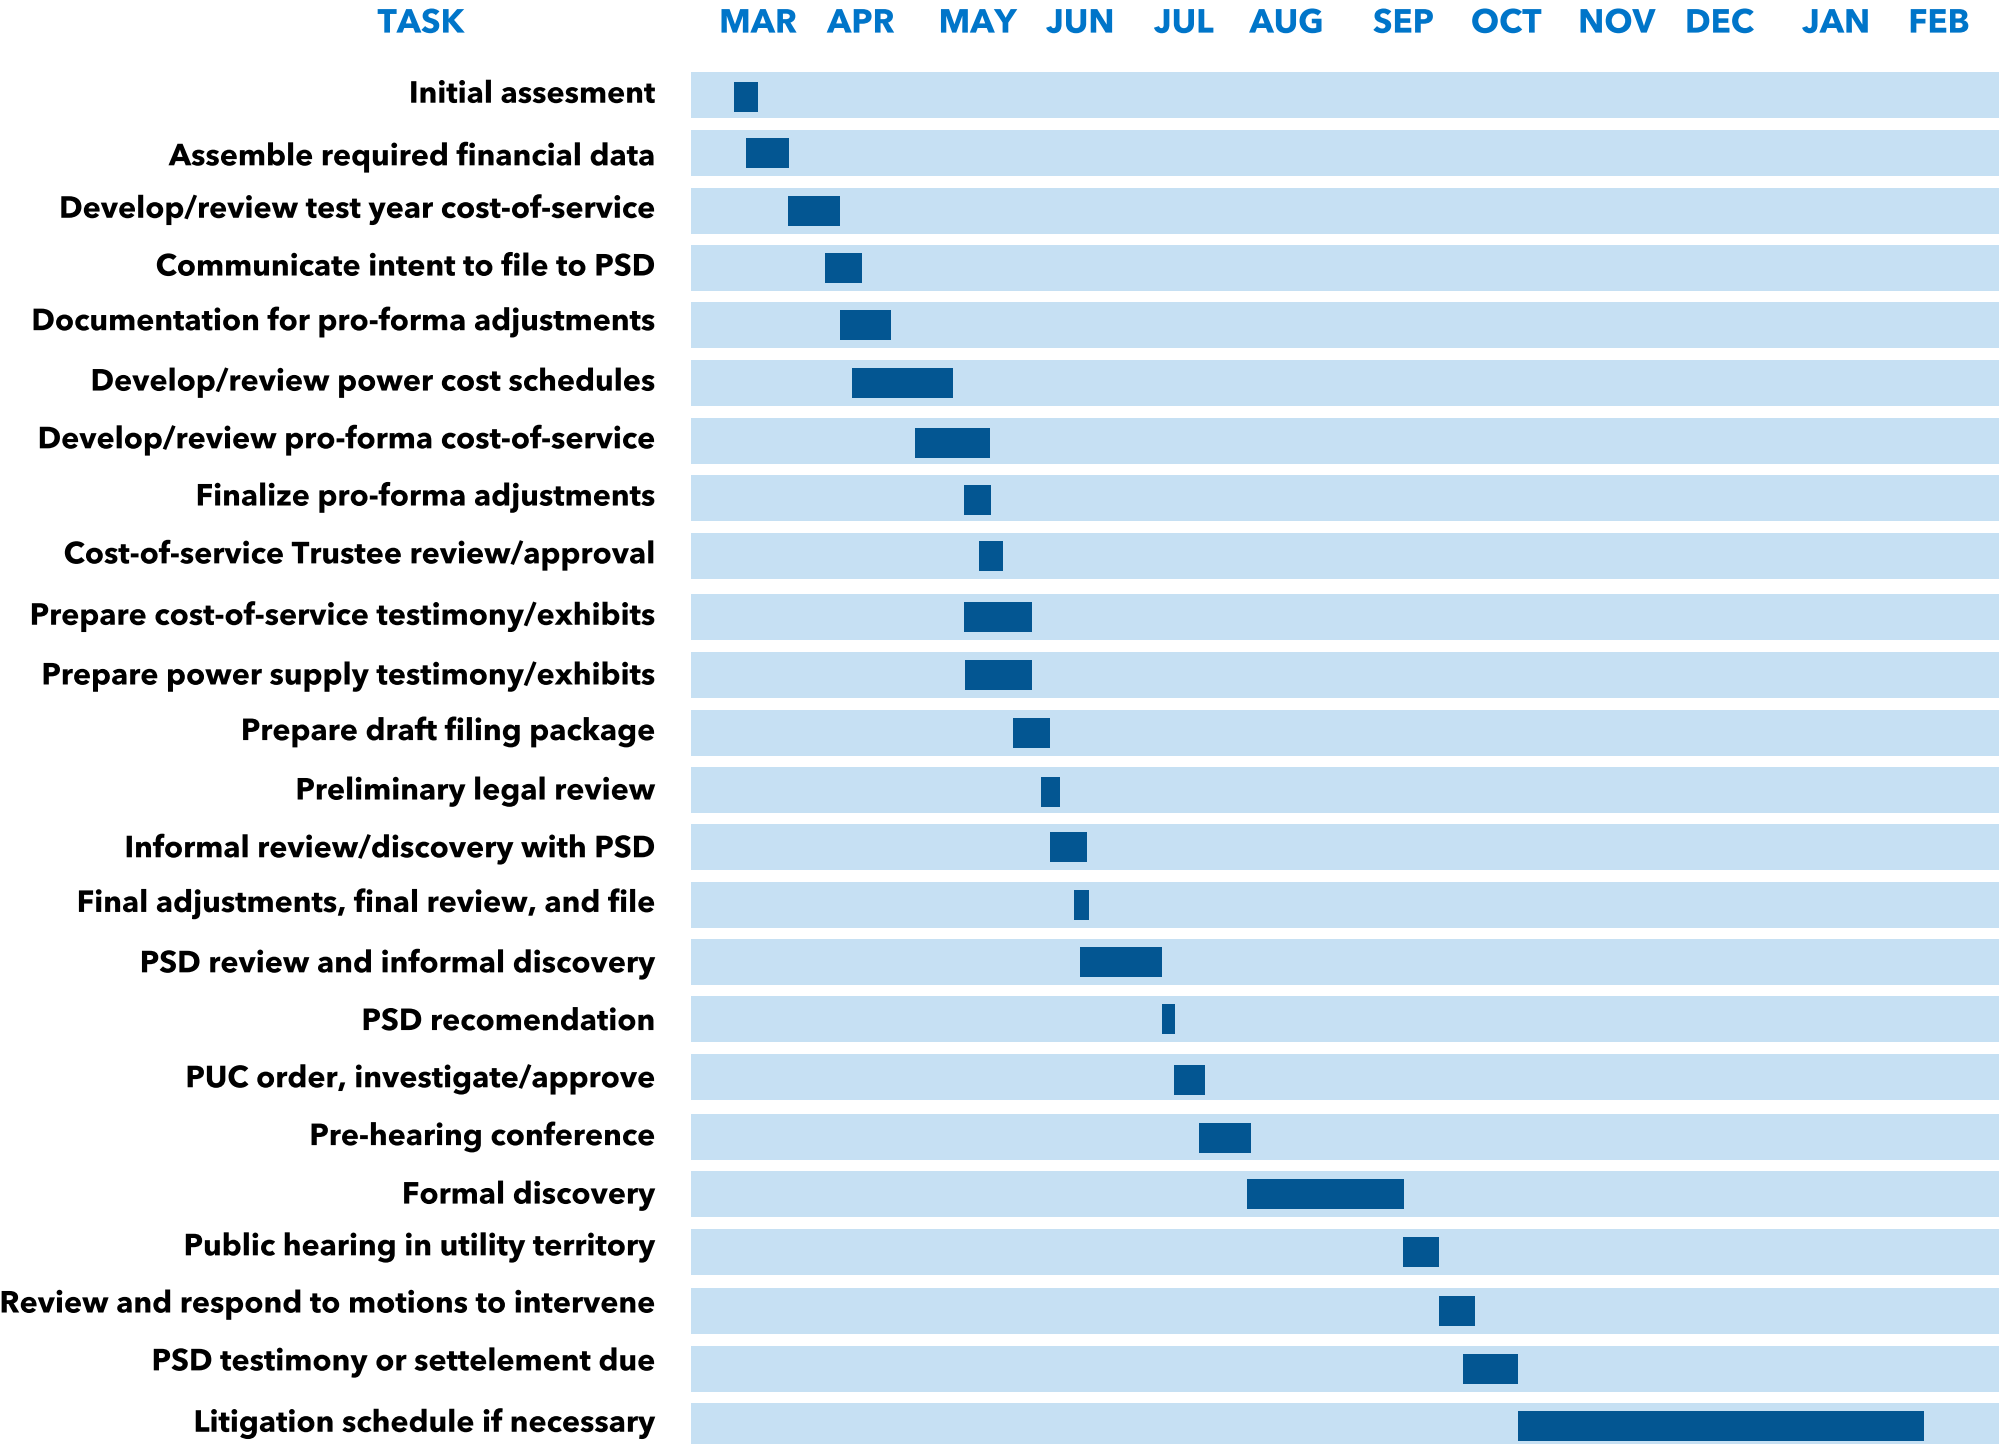 TASK MAR APR MAY JUN JUL AUG SEP OCT NOV DEC JAN FEB
Initial assesment
Assemble required financial data
Develop/review test year cost-of-service
Communicate intent to file to PSD
Documentation for pro-forma adjustments
Develop/review power cost schedules
Develop/review pro-forma cost-of-service
Finalize pro-forma adjustments
Cost-of-service Trustee review/approval
Prepare cost-of-service testimony/exhibits
Prepare power supply testimony/exhibits
Prepare draft filing package
Preliminary legal review
Informal review/discovery with PSD
Final adjustments, final review, and file
PSD review and informal discovery
PSD recomendation
PUC order, investigate/approve
Pre-hearing conference
Formal discovery
Public hearing in utility territory
Review and respond to motions to intervene
PSD testimony or settelement due
Litigation schedule if necessary